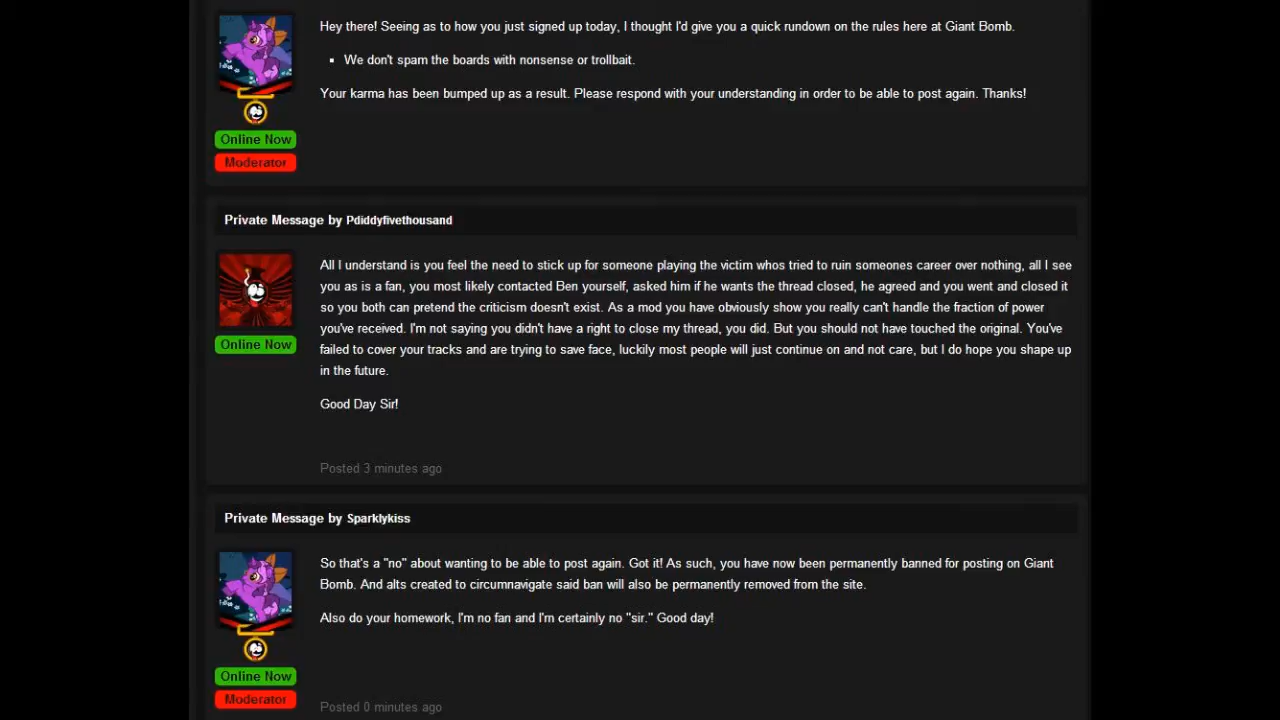 Hey there! Seeing as to how you just signed up today, I thought I'd give you a quick rundown on the rules here at Giant Bomb.
We don't spam the boards with nonsense or trollbait.
Your karma has been bumped up as a result. Please respond with your understanding in order to be able to post again. Thanks!
Online Now
Moderator
Private Message by Pdiddyfivethousand
All I understand is you feel the need to stick up for someone playing the victim whos tried to ruin someones career over nothing, all I see
you as is a fan, you most likely contacted Ben yourself, asked him if he wants the thread closed, he agreed and you went and closed it
so you both can pretend the criticism doesn't exist. As a mod you have obviously show you really can't handle the fraction of power
you've received. I'm not saying you didn't have a right to close my thread, you did. But you should not have touched the original. You've
failed to cover your tracks and are trying to save face, luckily most people will just continue on and not care, but I do hope you shape up
in the future.
Good Day Sir!
Online Now
Posted 3 minutes ago
Private Message by Sparklykiss
So that's a "no" about wanting to be able to post again. Got it! As such, you have now been permanently banned for posting on Giant
Bomb. And alts created to circumnavigate said ban will also be permanently removed from the site.
Also do your homework, I'm no fan and I'm certainly no "sir." Good day!
Online Now
Moderator
Posted 0 minutes ago